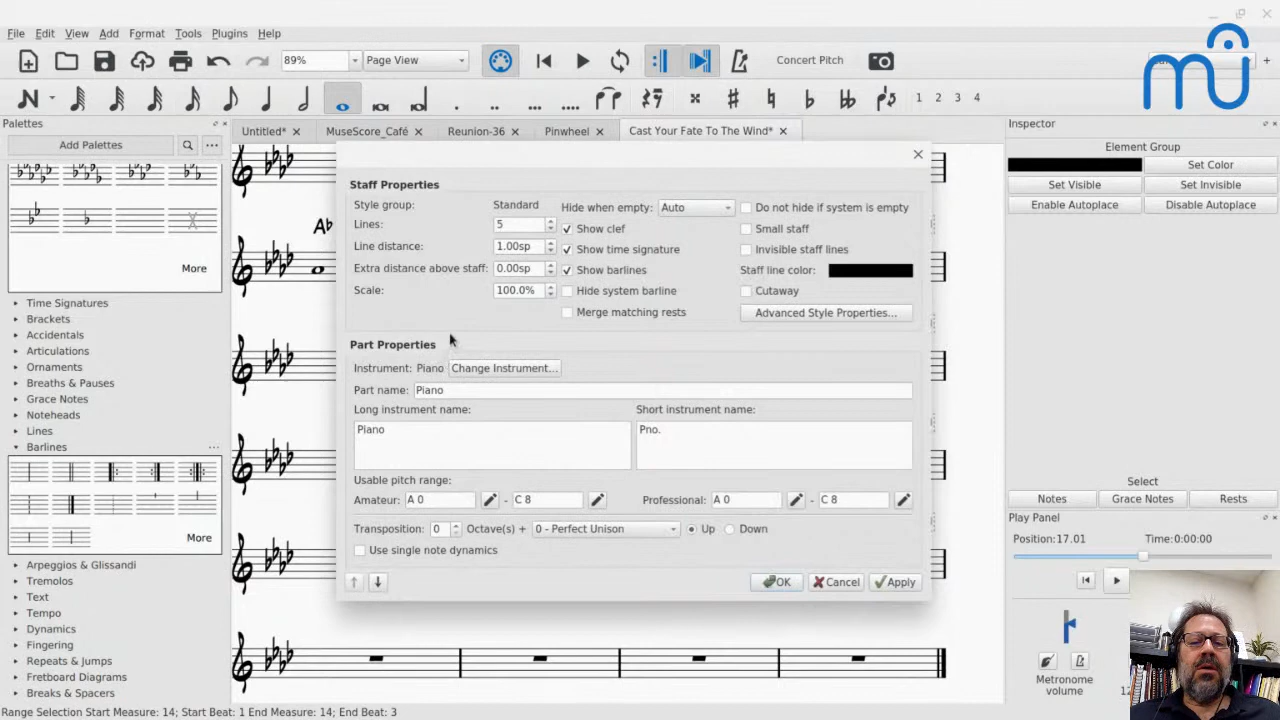 File Edit View Add Format Tools Plugins Help
89% Page View Concert Pitch
1 2 3 4
Palettes
Add Palettes
Untitled* MuseScore_Café Reunion-36 Pinwheel Cast Your Fate To The Wind*
More
Time Signatures
Accidentals
Articulations
Ornaments
Breaths & Pauses
Grace Notes
Noteheads
Lines
Barlines
More
Arpeggios & Glissandi
Tremolos
Text
Tempo
Dynamics
Fingering
Repeats & Jumps
Fretboard Diagrams
Breaks & Spacers
Ab
Staff Properties
Style group: Standard
Lines: 5
Line distance: 1.00sp
Extra distance above staff: 0.00sp
Scale: 100.0%
Hide when empty: Auto
Show clef
Show time signature
Show barlines
Hide system barline
Merge matching rests
Do not hide if system is empty
Small staff
Invisible staff lines
Staff line color:
Cutaway
Advanced Style Properties...
Part Properties
Instrument: Piano Change Instrument...
Part name: Piano
Long instrument name: Short instrument name:
Piano Pno.
Usable pitch range:
Amateur: A 0 - C 8 Professional: A 0 - C 8
Transposition: 0 Octave(s) + 0 - Perfect Unison Up Down
Use single note dynamics
OK Cancel Apply
Inspector
Element Group
Set Color
Set Visible Set Invisible
Enable Autoplace Disable Autoplace
Select
Notes Grace Notes Rests
Play Panel
Position:17.01 Time:0:00:00
Metronome
volume
Range Selection Start Measure: 14; Start Beat: 1 End Measure: 14; End Beat: 3